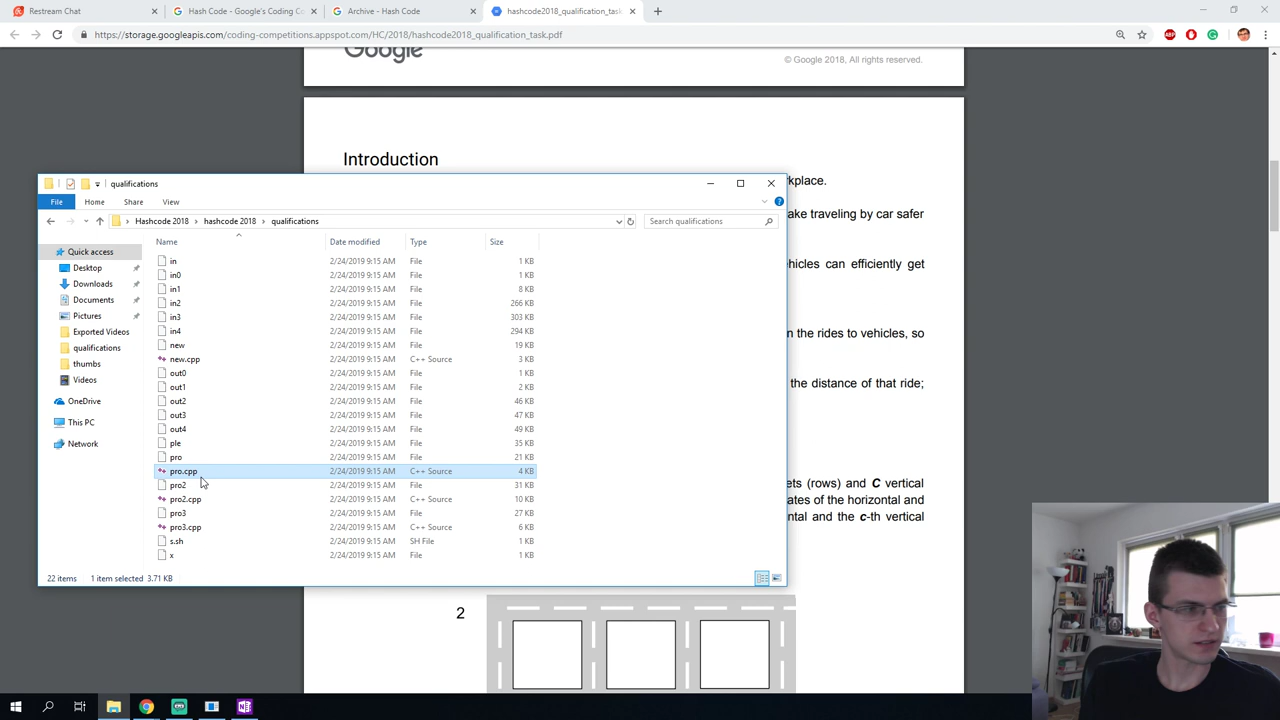 Restream Chat
Hash Code - Google's Coding Co
Archive - Hash Code
hashcode2018_qualification_task.
https://storage.googleapis.com/coding-competitions.appspot.com/HC/2018/hashcode2018_qualification_task.pdf
Google
© Google 2018, All rights reserved.
Introduction
kplace.
ake traveling by car safer
ehicles can efficiently get
n the rides to vehicles, so
the distance of that ride;
ets (rows) and C vertical
ates of the horizontal and
ntal and the c-th vertical
2
qualifications
File Home Share View
Hashcode 2018 > hashcode 2018 > qualifications
Search qualifications
Quick access
Desktop
Downloads
Documents
Pictures
Exported Videos
qualifications
thumbs
Videos
OneDrive
This PC
Network
Name Date modified Type Size
in 2/24/2019 9:15 AM File 1 KB
in0 2/24/2019 9:15 AM File 1 KB
in1 2/24/2019 9:15 AM File 8 KB
in2 2/24/2019 9:15 AM File 266 KB
in3 2/24/2019 9:15 AM File 303 KB
in4 2/24/2019 9:15 AM File 294 KB
new 2/24/2019 9:15 AM File 19 KB
new.cpp 2/24/2019 9:15 AM C++ Source 3 KB
out0 2/24/2019 9:15 AM File 1 KB
out1 2/24/2019 9:15 AM File 2 KB
out2 2/24/2019 9:15 AM File 46 KB
out3 2/24/2019 9:15 AM File 47 KB
out4 2/24/2019 9:15 AM File 49 KB
ple 2/24/2019 9:15 AM File 35 KB
pro 2/24/2019 9:15 AM File 21 KB
pro.cpp 2/24/2019 9:15 AM C++ Source 4 KB
pro2 2/24/2019 9:15 AM File 31 KB
pro2.cpp 2/24/2019 9:15 AM C++ Source 10 KB
pro3 2/24/2019 9:15 AM File 27 KB
pro3.cpp 2/24/2019 9:15 AM C++ Source 6 KB
s.sh 2/24/2019 9:15 AM SH File 1 KB
x 2/24/2019 9:15 AM File 1 KB
22 items 1 item selected 3.71 KB